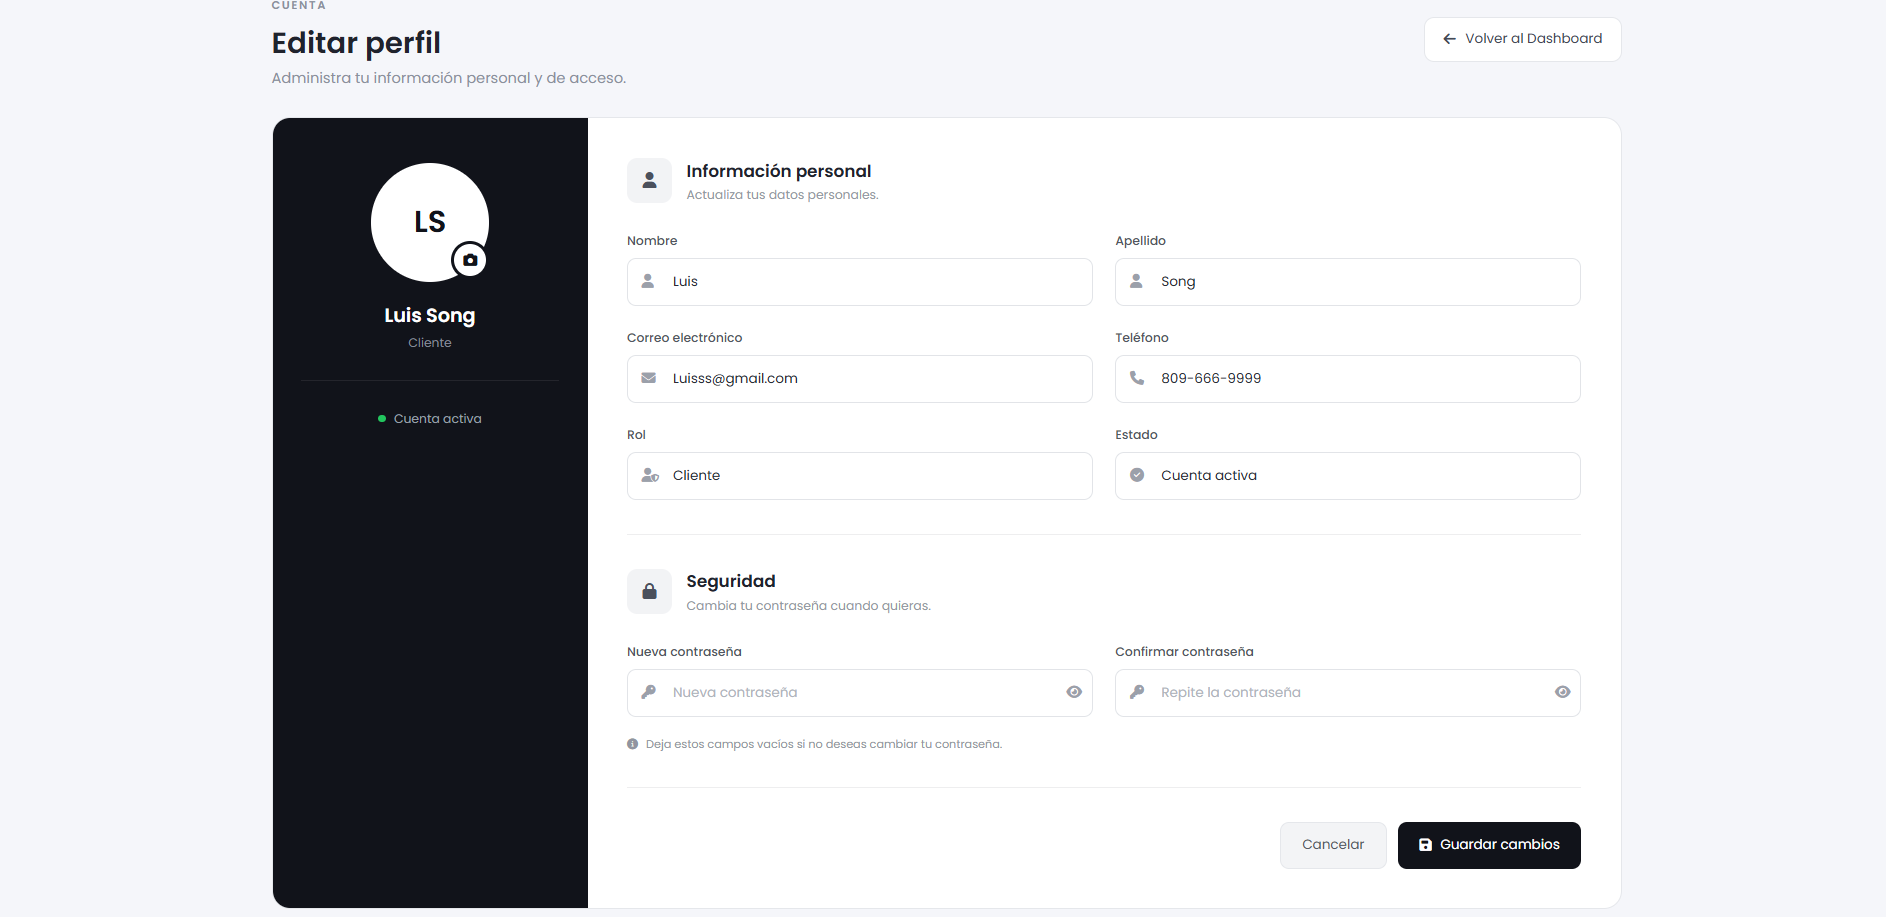 CUENTA
Editar perfil
Administra tu información personal y de acceso.
Volver al Dashboard
LS
Luis Song
Cliente
Cuenta activa
Información personal
Actualiza tus datos personales.
Nombre
Luis
Apellido
Song
Correo electrónico
Luisss@gmail.com
Teléfono
809-666-9999
Rol
Cliente
Estado
Cuenta activa
Seguridad
Cambia tu contraseña cuando quieras.
Nueva contraseña
Nueva contraseña
Confirmar contraseña
Repite la contraseña
Deja estos campos vacíos si no deseas cambiar tu contraseña.
Cancelar
Guardar cambios